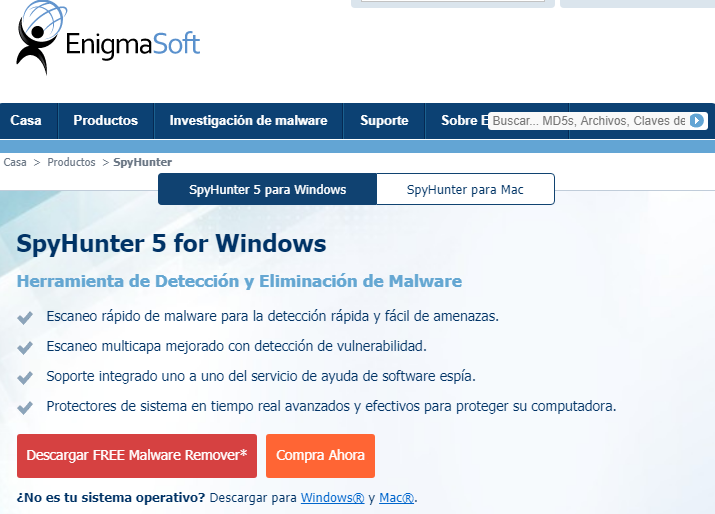 EnigmaSoft
Casa Productos Investigación de malware Soporte Sobre E Buscar... MD5s, Archivos, Claves de
Casa > Productos > SpyHunter
SpyHunter 5 para Windows SpyHunter para Mac
SpyHunter 5 for Windows
Herramienta de Detección y Eliminación de Malware
Escaneo rápido de malware para la detección rápida y fácil de amenazas.
Escaneo multicapa mejorado con detección de vulnerabilidad.
Soporte integrado uno a uno del servicio de ayuda de software espía.
Protectores de sistema en tiempo real avanzados y efectivos para proteger su computadora.
Descargar FREE Malware Remover* Compra Ahora
¿No es tu sistema operativo? Descargar para Windows® y Mac®.